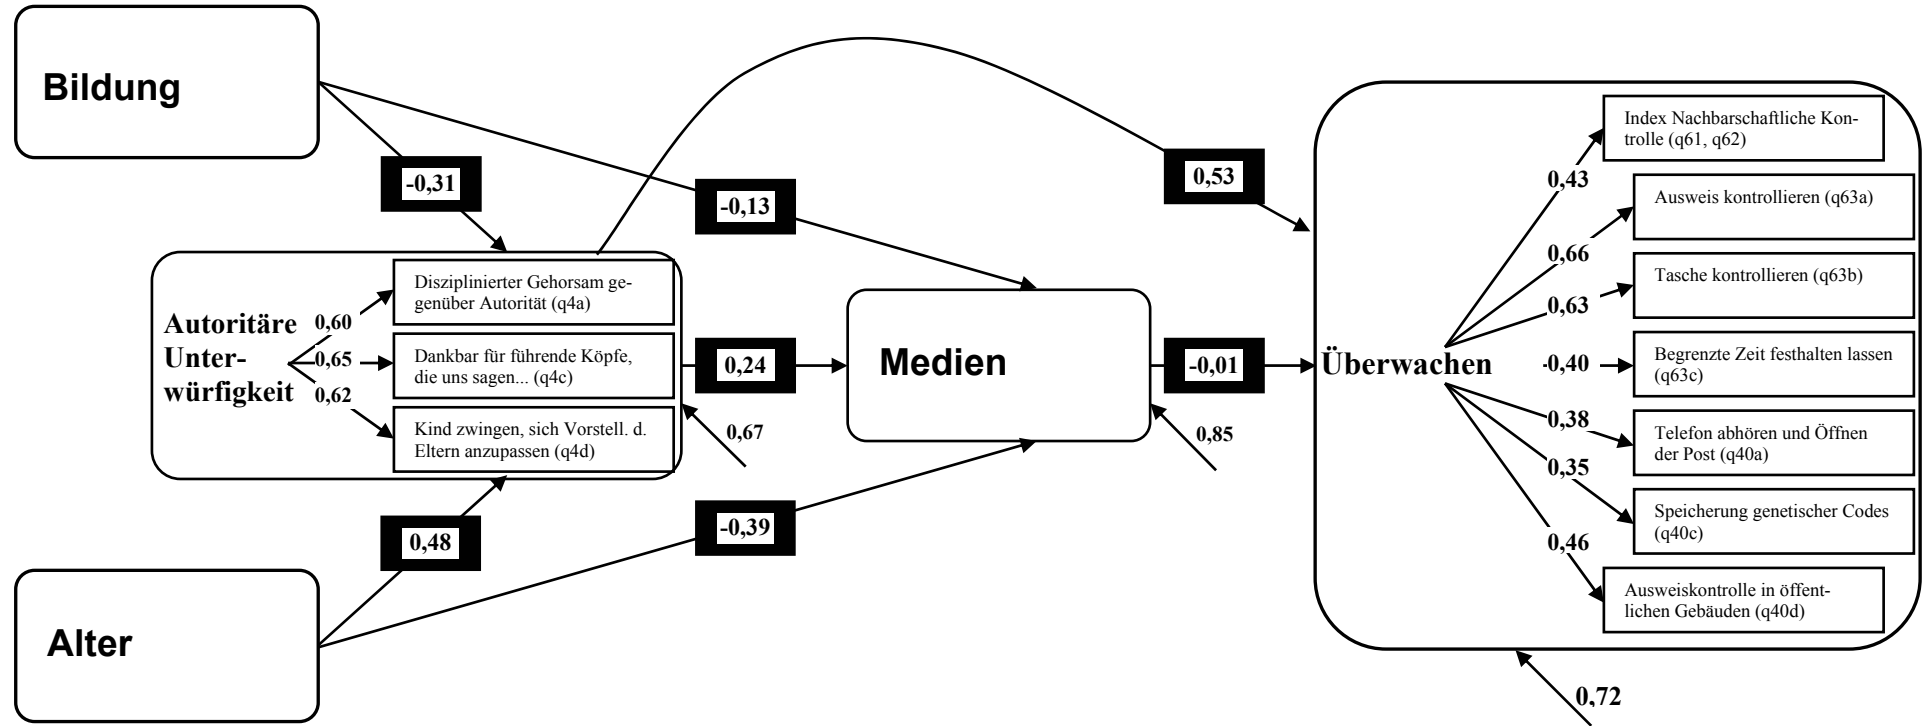 Bildung
-0,31
-0,13
0,53
Autoritäre
Unter-
würfigkeit
0,60
0,65
0,62
Disziplinierter Gehorsam ge-
genüber Autorität (q4a)
Dankbar für führende Köpfe,
die uns sagen... (q4c)
Kind zwingen, sich Vorstell. d.
Eltern anzupassen (q4d)
0,24
0,67
Medien
-0,01
0,85
Alter
0,48
-0,39
Überwachen
0,43
0,66
0,63
-0,40
0,38
0,35
0,46
Index Nachbarschaftliche Kon-
trolle (q61, q62)
Ausweis kontrollieren (q63a)
Tasche kontrollieren (q63b)
Begrenzte Zeit festhalten lassen
(q63c)
Telefon abhören und Öffnen
der Post (q40a)
Speicherung genetischer Codes
(q40c)
Ausweiskontrolle in öffent-
lichen Gebäuden (q40d)
0,72